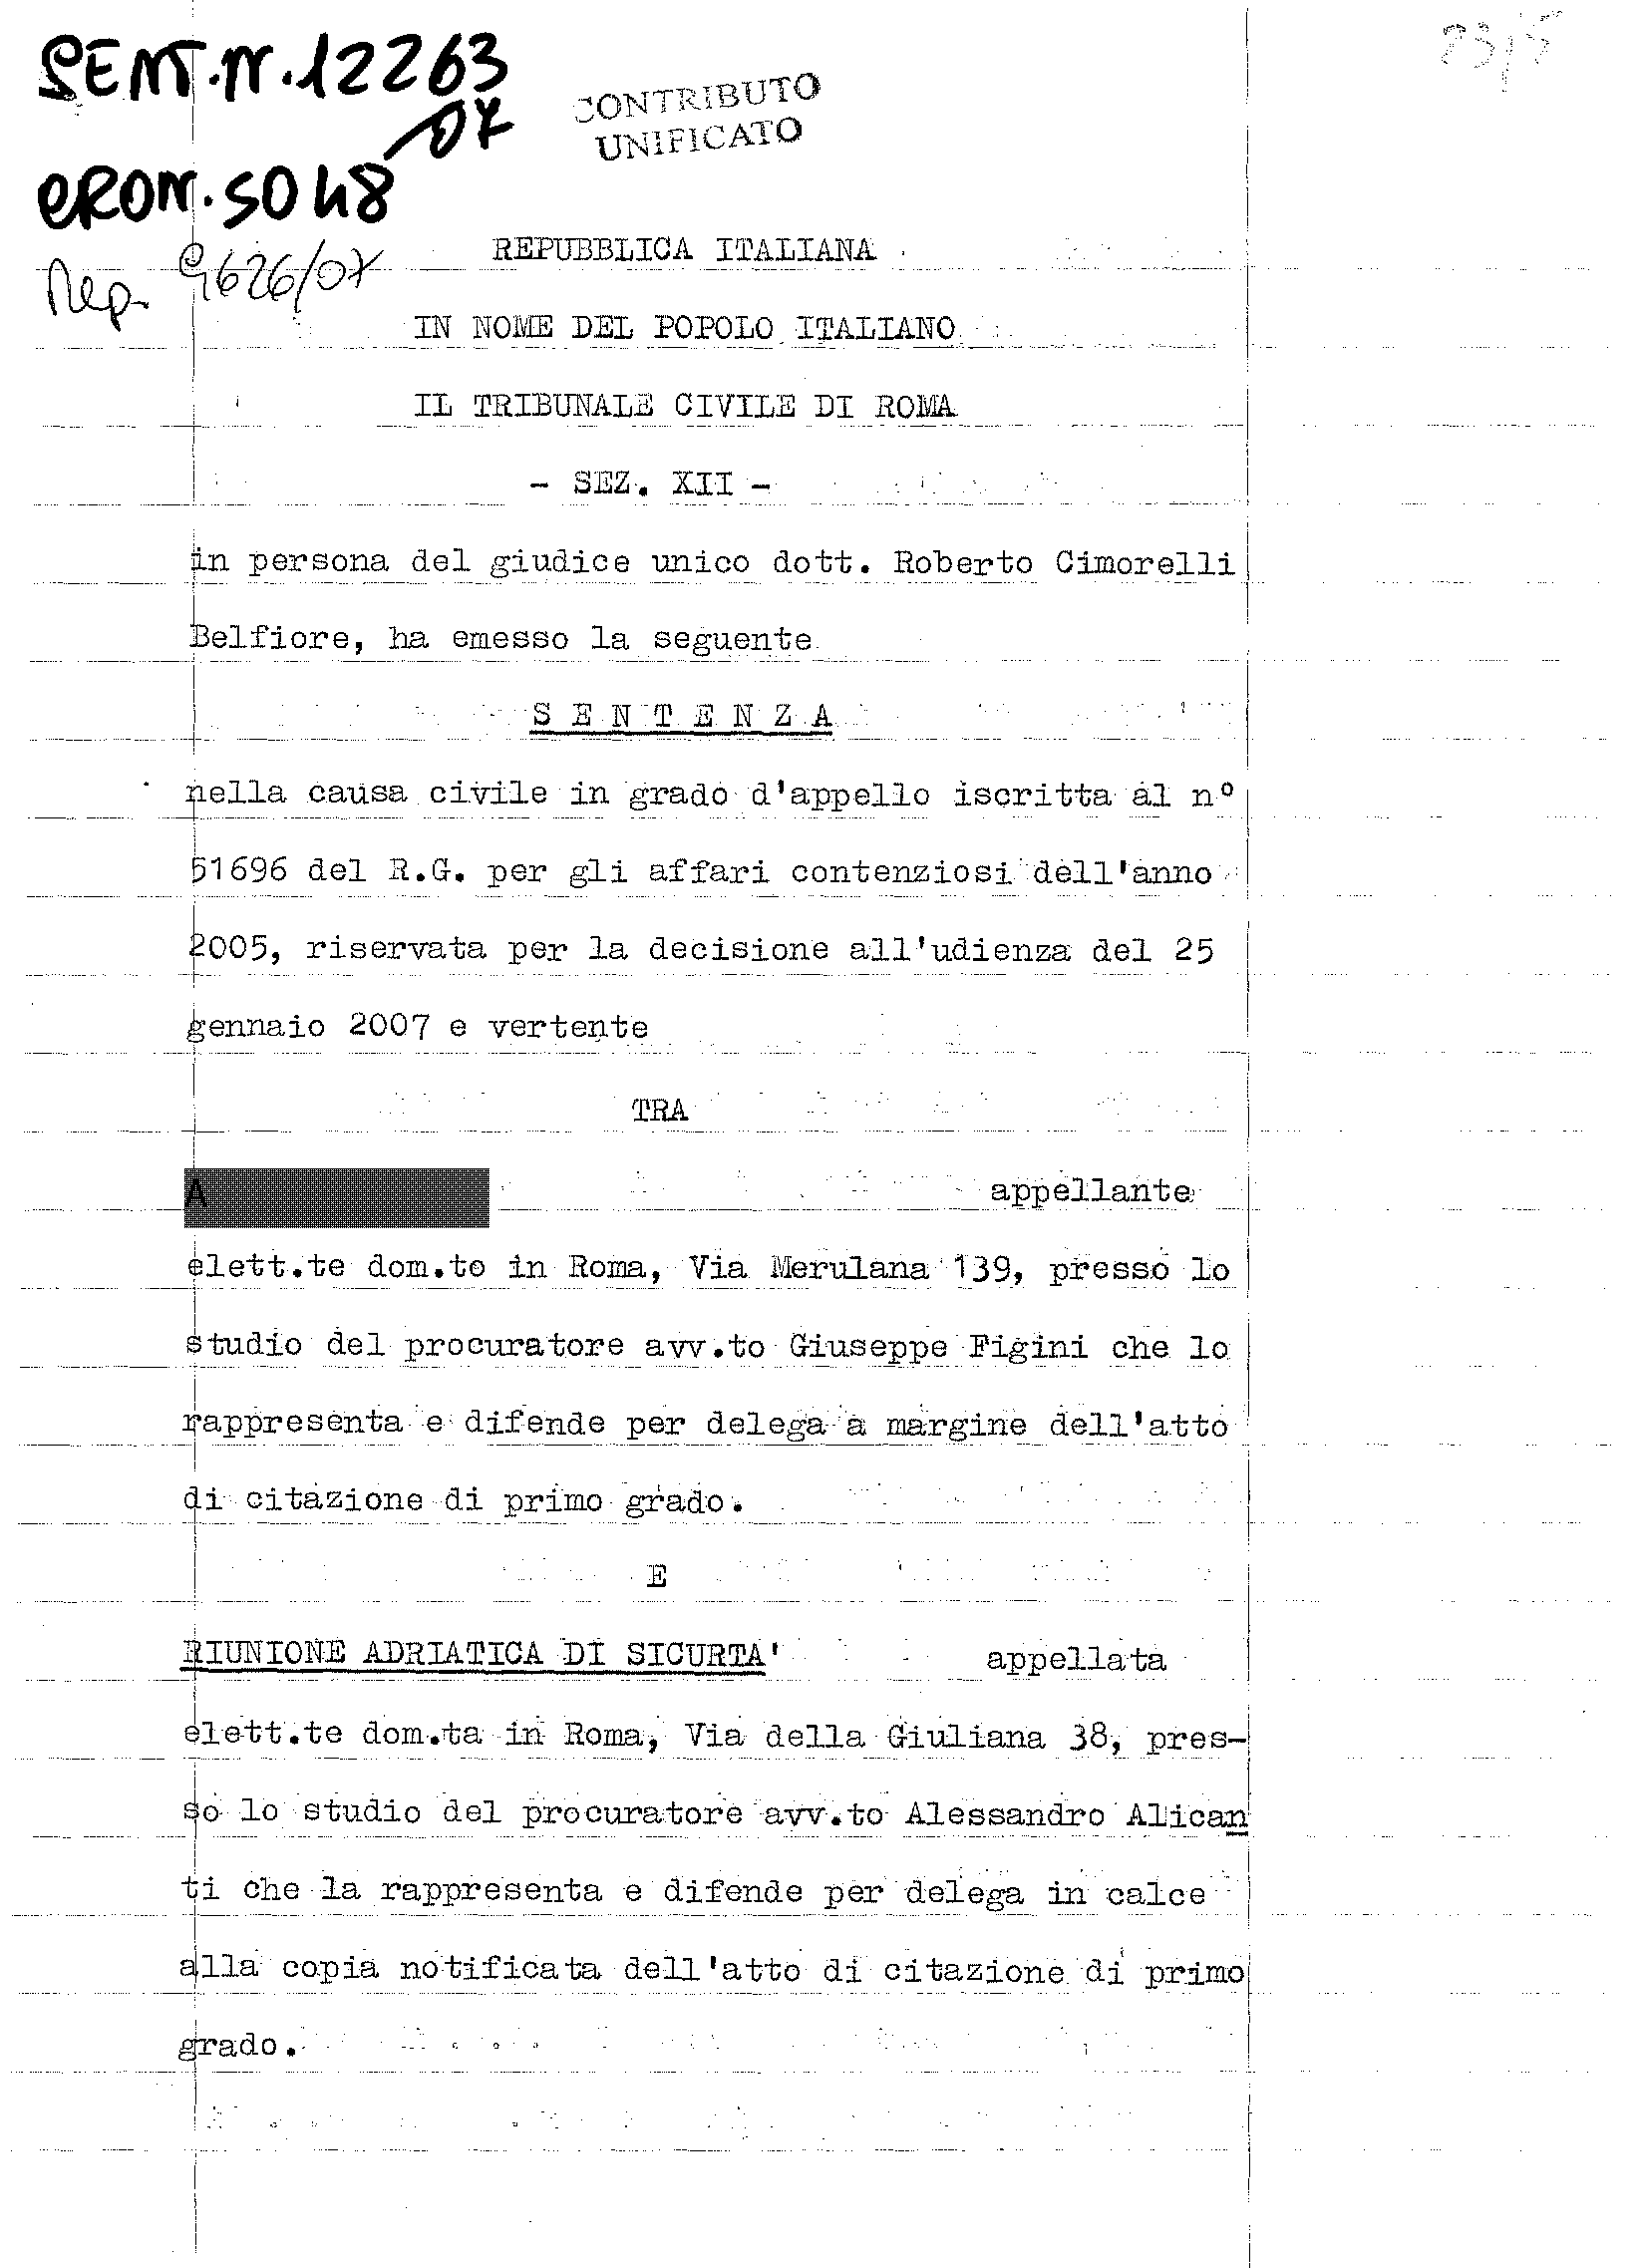 SENT.N.12263
07
CONTRIBUTO
UNIFICATO
CRON.5048
Rep. 9626/07
REPUBBLICA ITALIANA
IN NOME DEL POPOLO ITALIANO
IL TRIBUNALE CIVILE DI ROMA
- SEZ. XII -
in persona del giudice unico dott. Roberto Cimorelli
Belfiore, ha emesso la seguente
S E N T E N Z A
nella causa civile in grado d'appello iscritta al n°
51696 del R.G. per gli affari contenziosi dell'anno
2005, riservata per la decisione all'udienza del 25
gennaio 2007 e vertente
TRA
A
appellante
elett.te dom.to in Roma, Via Merulana 139, presso lo
studio del procuratore avv.to Giuseppe Figini che lo
rappresenta e difende per delega a margine dell'atto
di citazione di primo grado.
E
RIUNIONE ADRIATICA DI SICURTA' appellata
elett.te dom.ta in Roma, Via della Giuliana 38, pres-
so lo studio del procuratore avv.to Alessandro Alican
ti che la rappresenta e difende per delega in calce
alla copia notificata dell'atto di citazione di primo
grado.